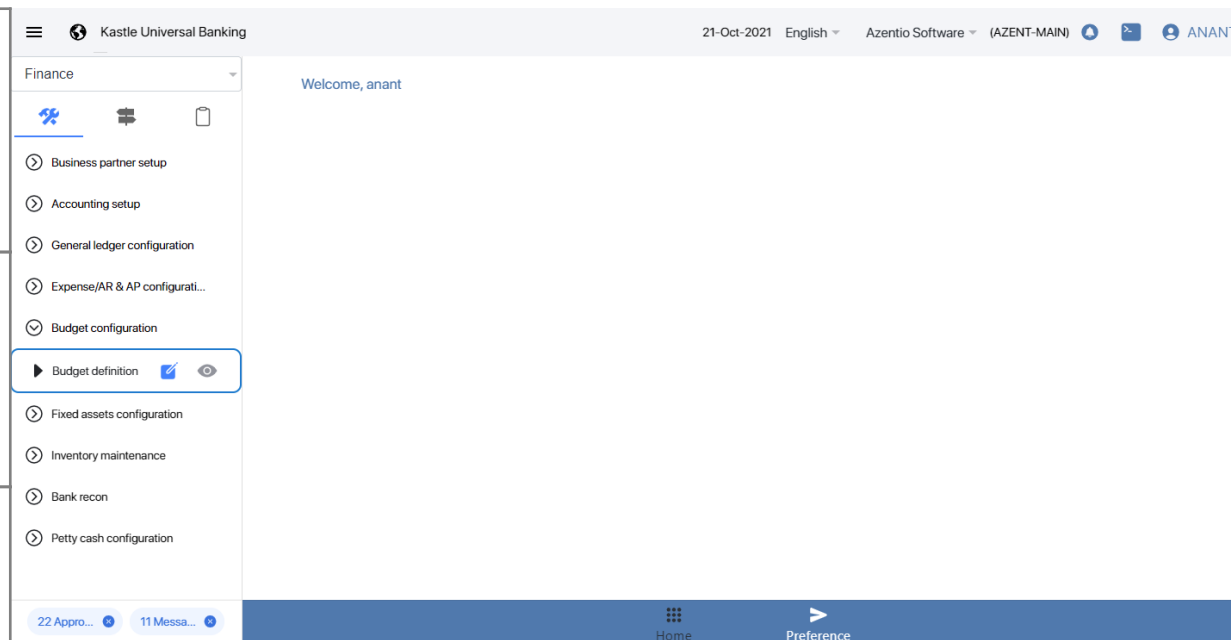 Kastle Universal Banking
21-Oct-2021 English Azentio Software (AZENT-MAIN) ANANT
Finance
Welcome, anant
Business partner setup
Accounting setup
General ledger configuration
Expense/AR & AP configurati...
Budget configuration
Budget definition
Fixed assets configuration
Inventory maintenance
Bank recon
Petty cash configuration
22 Appro... 11 Messa...
Home Preference